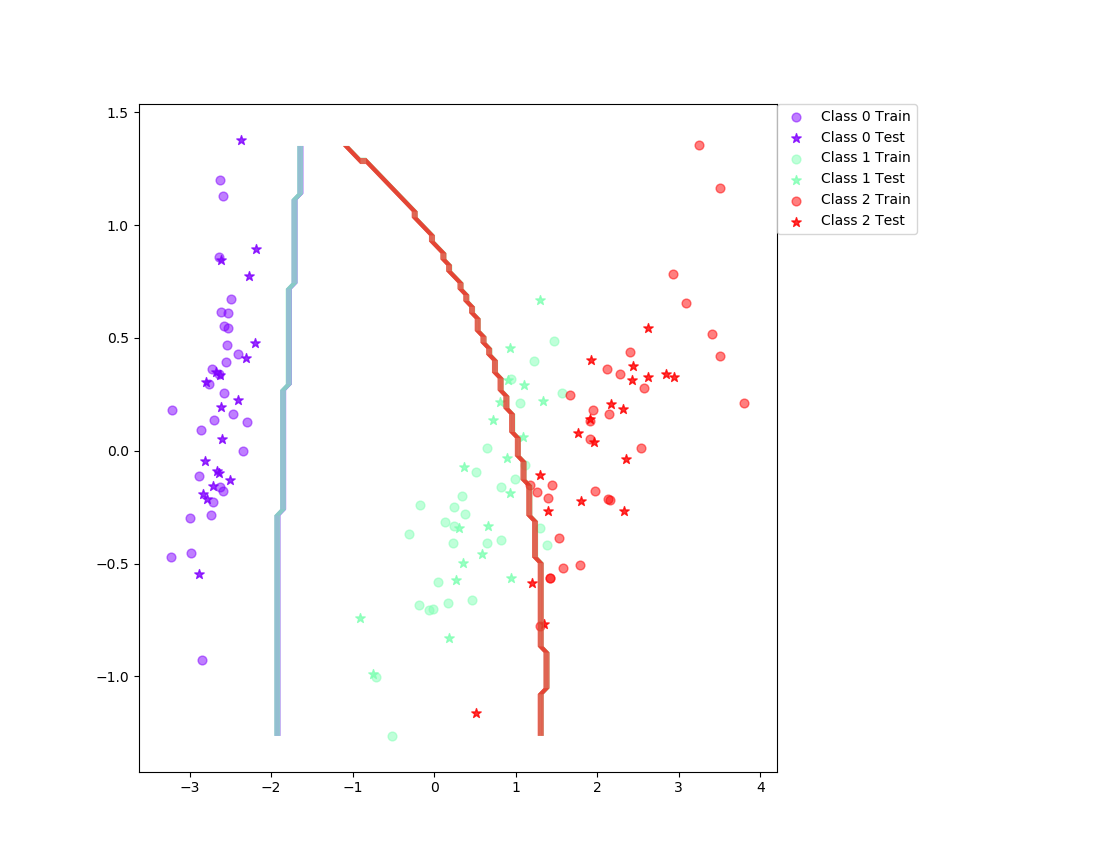 1.5
1.0
0.5
0.0
−0.5
−1.0
−3 −2 −1 0 1 2 3 4
Class 0 Train
Class 0 Test
Class 1 Train
Class 1 Test
Class 2 Train
Class 2 Test